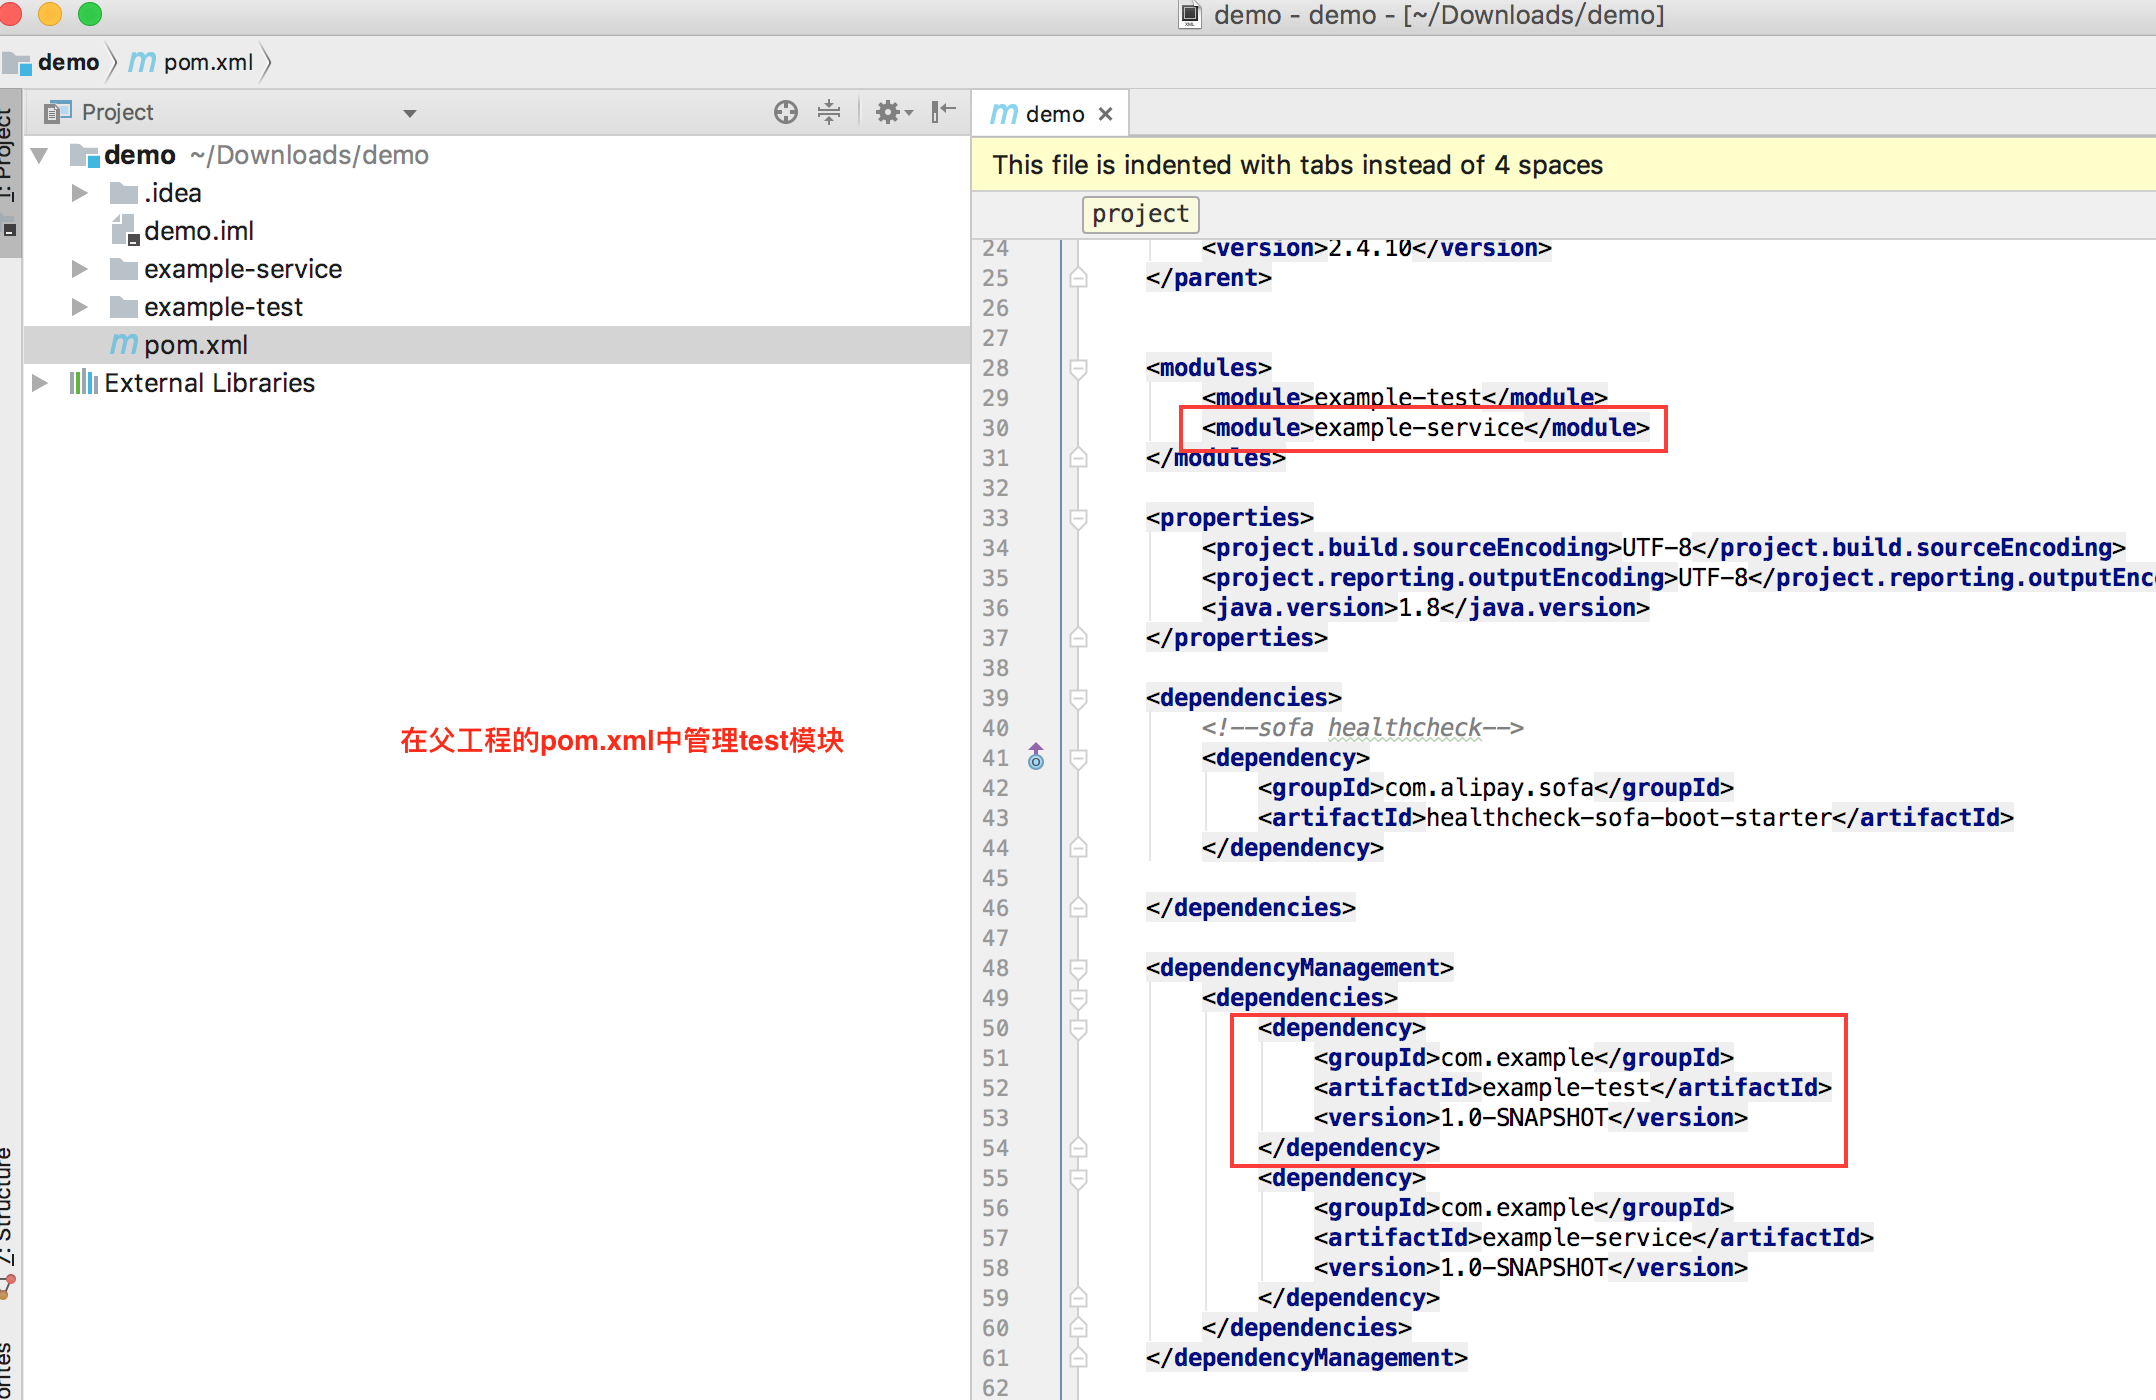 demo - demo - [~/Downloads/demo]
demo
pom.xml
1: Project
Project
demo ~/Downloads/demo
.idea
demo.iml
example-service
example-test
pom.xml
External Libraries
在父工程的pom.xml中管理test模块
7: Structure
demo
This file is indented with tabs instead of 4 spaces
project
24 <version>2.4.10</version>
25 </parent>
26
27
28 <modules>
29 <module>example-test</module>
30 <module>example-service</module>
31 </modules>
32
33 <properties>
34 <project.build.sourceEncoding>UTF-8</project.build.sourceEncoding>
35 <project.reporting.outputEncoding>UTF-8</project.reporting.outputEnc
36 <java.version>1.8</java.version>
37 </properties>
38
39 <dependencies>
40 <!--sofa healthcheck-->
41 <dependency>
42 <groupId>com.alipay.sofa</groupId>
43 <artifactId>healthcheck-sofa-boot-starter</artifactId>
44 </dependency>
45
46 </dependencies>
47
48 <dependencyManagement>
49 <dependencies>
50 <dependency>
51 <groupId>com.example</groupId>
52 <artifactId>example-test</artifactId>
53 <version>1.0-SNAPSHOT</version>
54 </dependency>
55 <dependency>
56 <groupId>com.example</groupId>
57 <artifactId>example-service</artifactId>
58 <version>1.0-SNAPSHOT</version>
59 </dependency>
60 </dependencies>
61 </dependencyManagement>
62